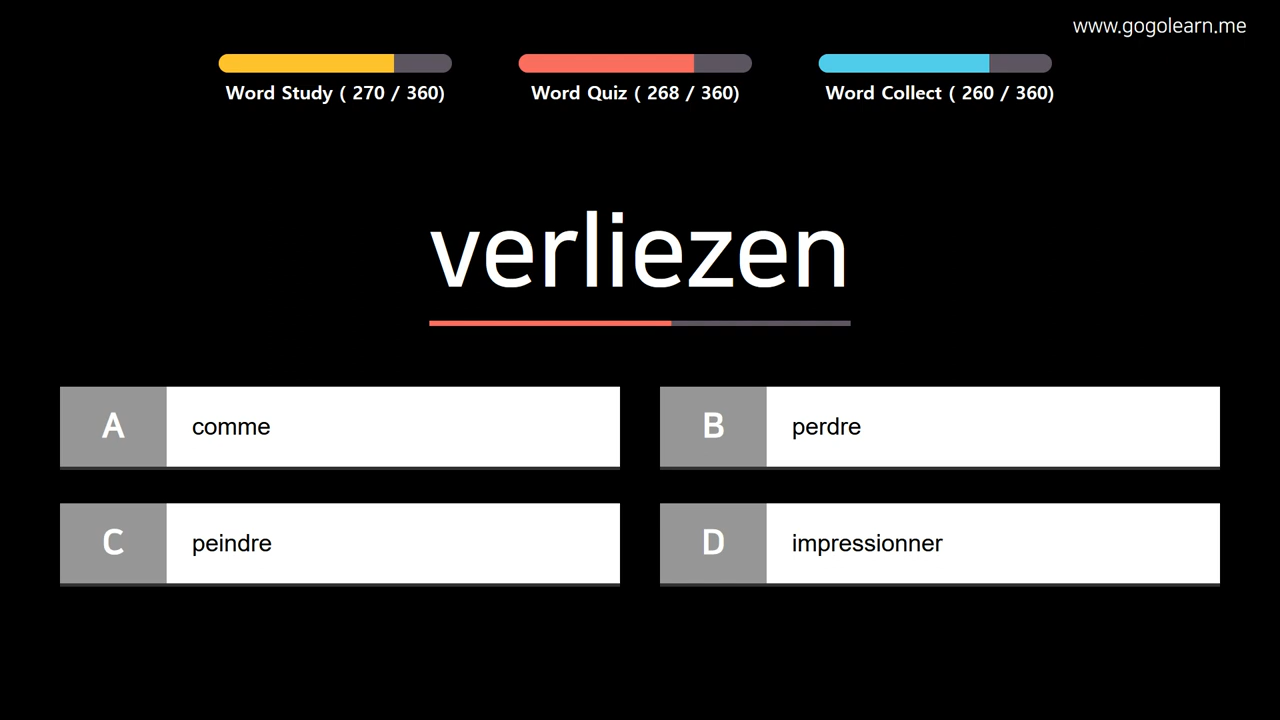 www.gogolearn.me
Word Study ( 270 / 360)
Word Quiz ( 268 / 360)
Word Collect ( 260 / 360)
verliezen
A comme
B perdre
C peindre
D impressionner